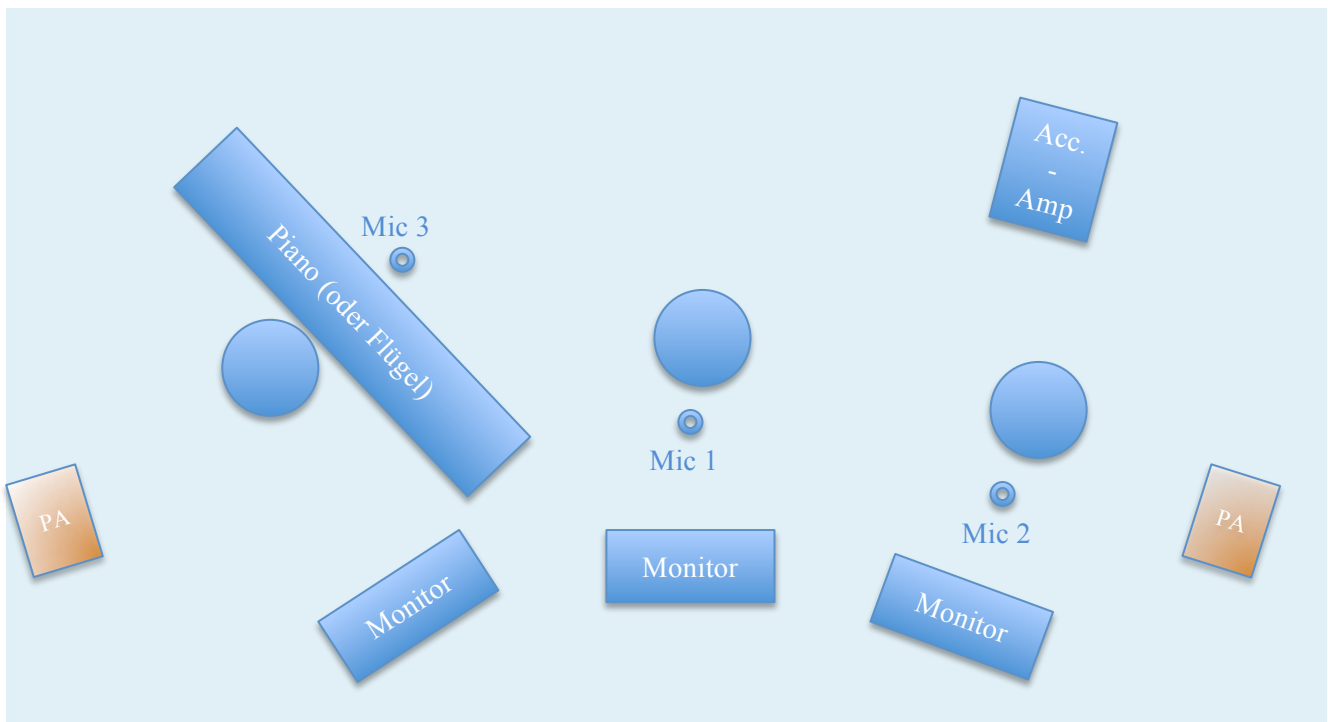 Acc.
-
Amp
Mic 3
Piano (oder Flügel)
Mic 1
PA
PA
Mic 2
Monitor
Monitor
Monitor